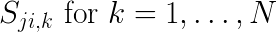 $S_{ji,k}$ for $k = 1, \ldots, N$